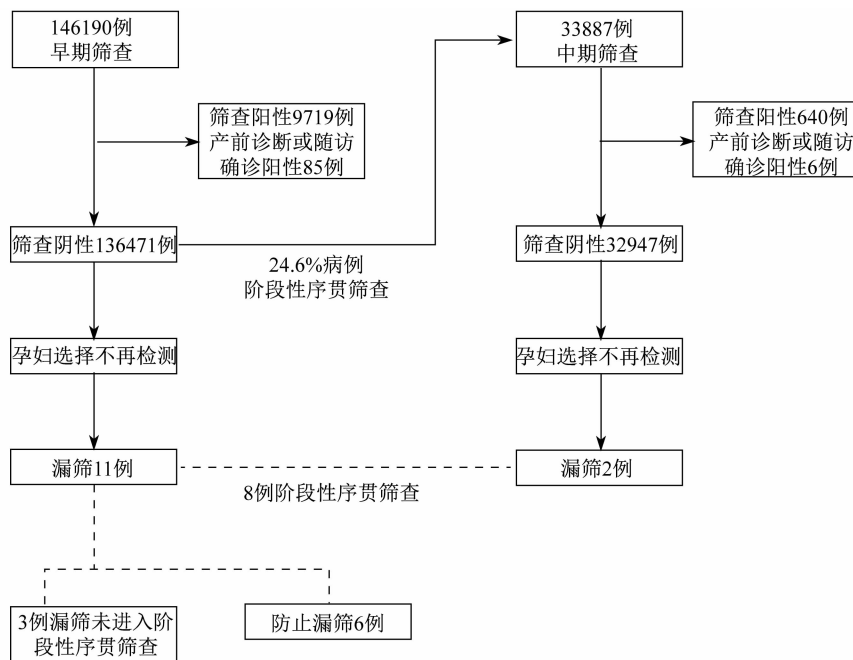 146190例
早期筛查
33887例
中期筛查
筛查阳性9719例
产前诊断或随访
确诊阳性85例
筛查阳性640例
产前诊断或随访
确诊阳性6例
筛查阴性136471例
筛查阴性32947例
24.6%病例
阶段性序贯筛查
孕妇选择不再检测
孕妇选择不再检测
漏筛11例
漏筛2例
8例阶段性序贯筛查
3例漏筛未进入阶
段性序贯筛查
防止漏筛6例